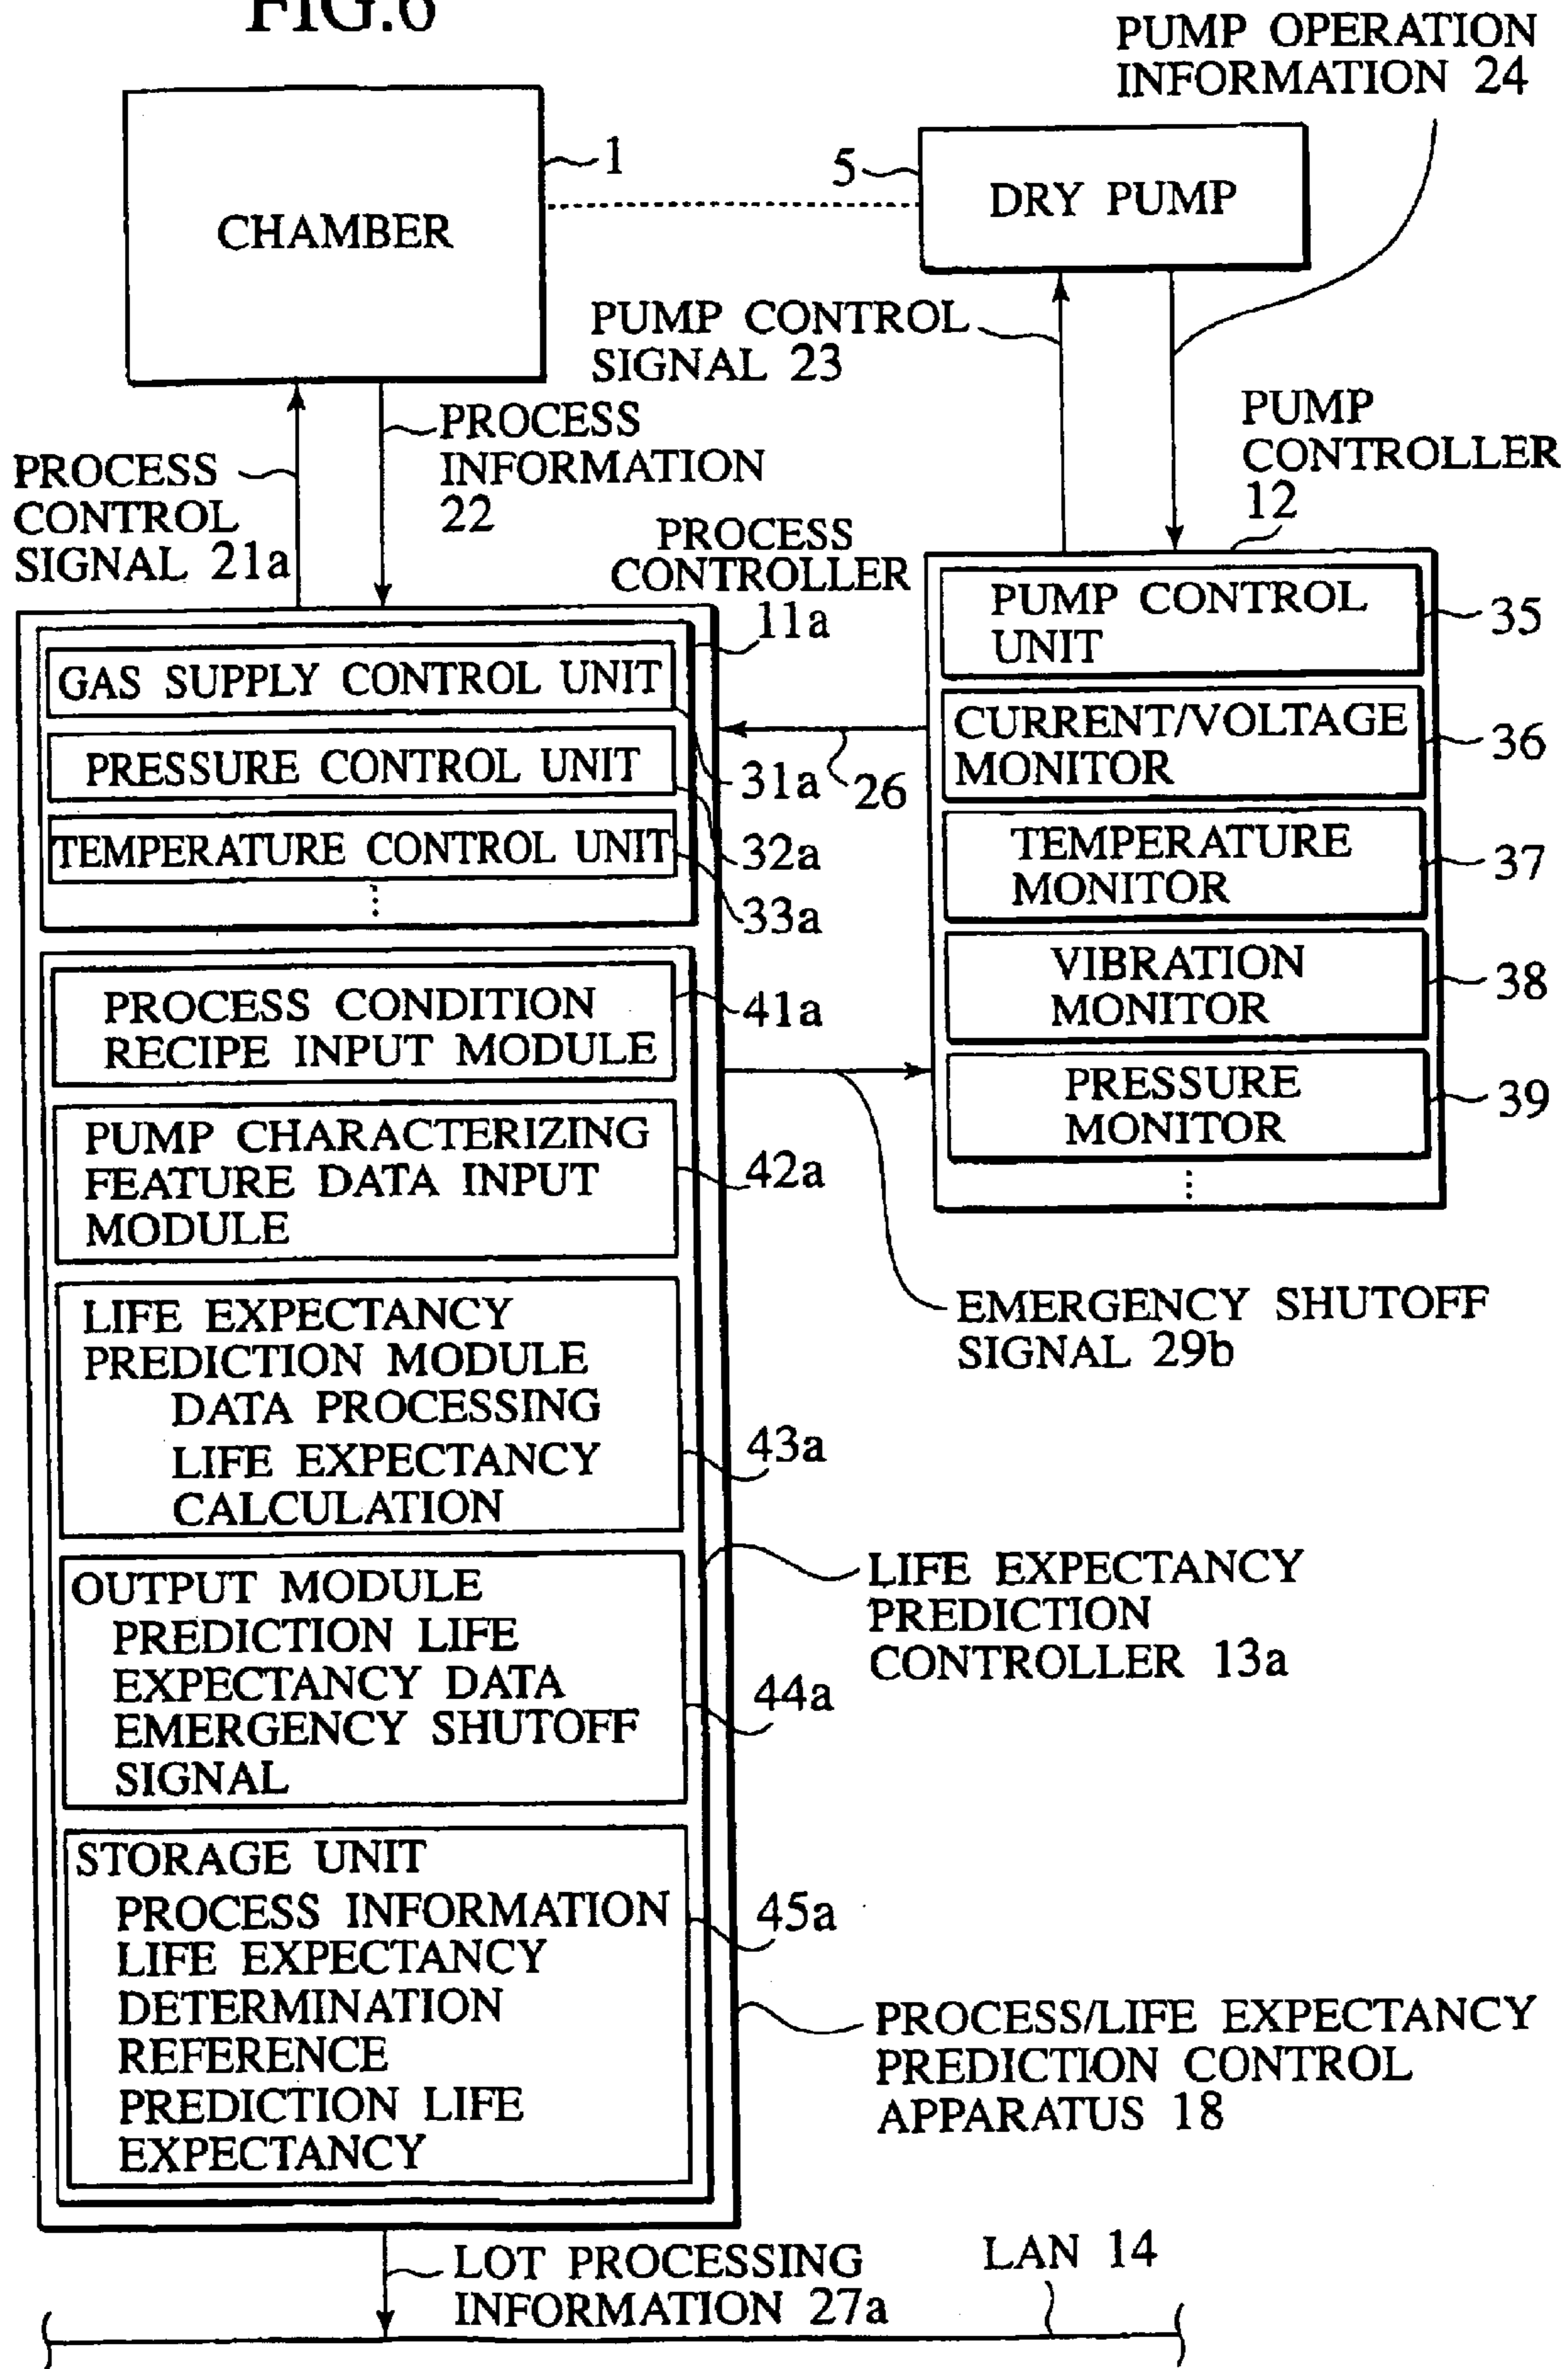 FIG.6
PUMP OPERATION
INFORMATION 24
CHAMBER
1
5
DRY PUMP
PUMP CONTROL
SIGNAL 23
PROCESS
INFORMATION
22
PROCESS
CONTROL
SIGNAL 21a
PUMP
CONTROLLER
12
PROCESS
CONTROLLER
11a
GAS SUPPLY CONTROL UNIT
31a
PRESSURE CONTROL UNIT
32a
TEMPERATURE CONTROL UNIT
33a
26
PUMP CONTROL
UNIT
35
CURRENT/VOLTAGE
MONITOR
36
TEMPERATURE
MONITOR
37
VIBRATION
MONITOR
38
PRESSURE
MONITOR
39
PROCESS CONDITION
RECIPE INPUT MODULE
41a
PUMP CHARACTERIZING
FEATURE DATA INPUT
MODULE
42a
EMERGENCY SHUTOFF
SIGNAL 29b
LIFE EXPECTANCY
PREDICTION MODULE
DATA PROCESSING
LIFE EXPECTANCY
CALCULATION
43a
LIFE EXPECTANCY
PREDICTION
CONTROLLER 13a
OUTPUT MODULE
PREDICTION LIFE
EXPECTANCY DATA
EMERGENCY SHUTOFF
SIGNAL
44a
STORAGE UNIT
PROCESS INFORMATION
LIFE EXPECTANCY
DETERMINATION
REFERENCE
PREDICTION LIFE
EXPECTANCY
45a
PROCESS/LIFE EXPECTANCY
PREDICTION CONTROL
APPARATUS 18
LOT PROCESSING
INFORMATION 27a
LAN 14